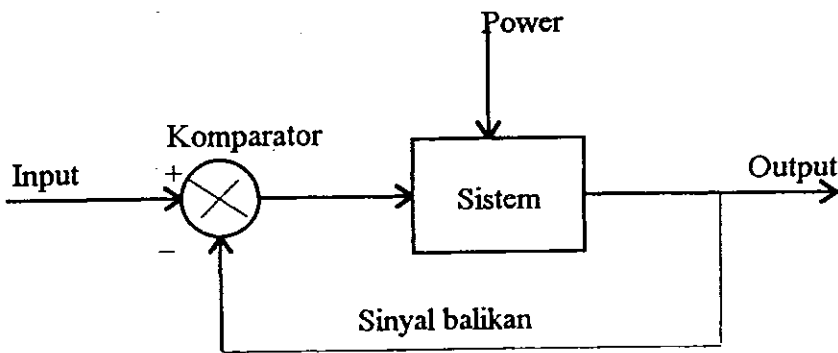 Power
Komparator
+
Input
Sistem
Output
−
Sinyal balikan